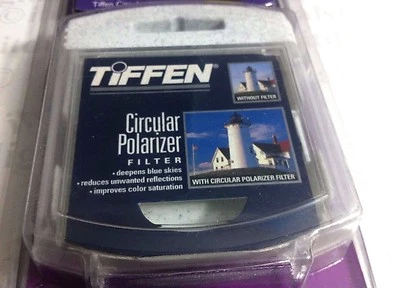 Tiffen
TiFFEN®
WITHOUT FILTER
Circular
Polarizer
FILTER
• deepens blue skies
• reduces unwanted reflections
• improves color saturation
WITH CIRCULAR POLARIZER FILTER